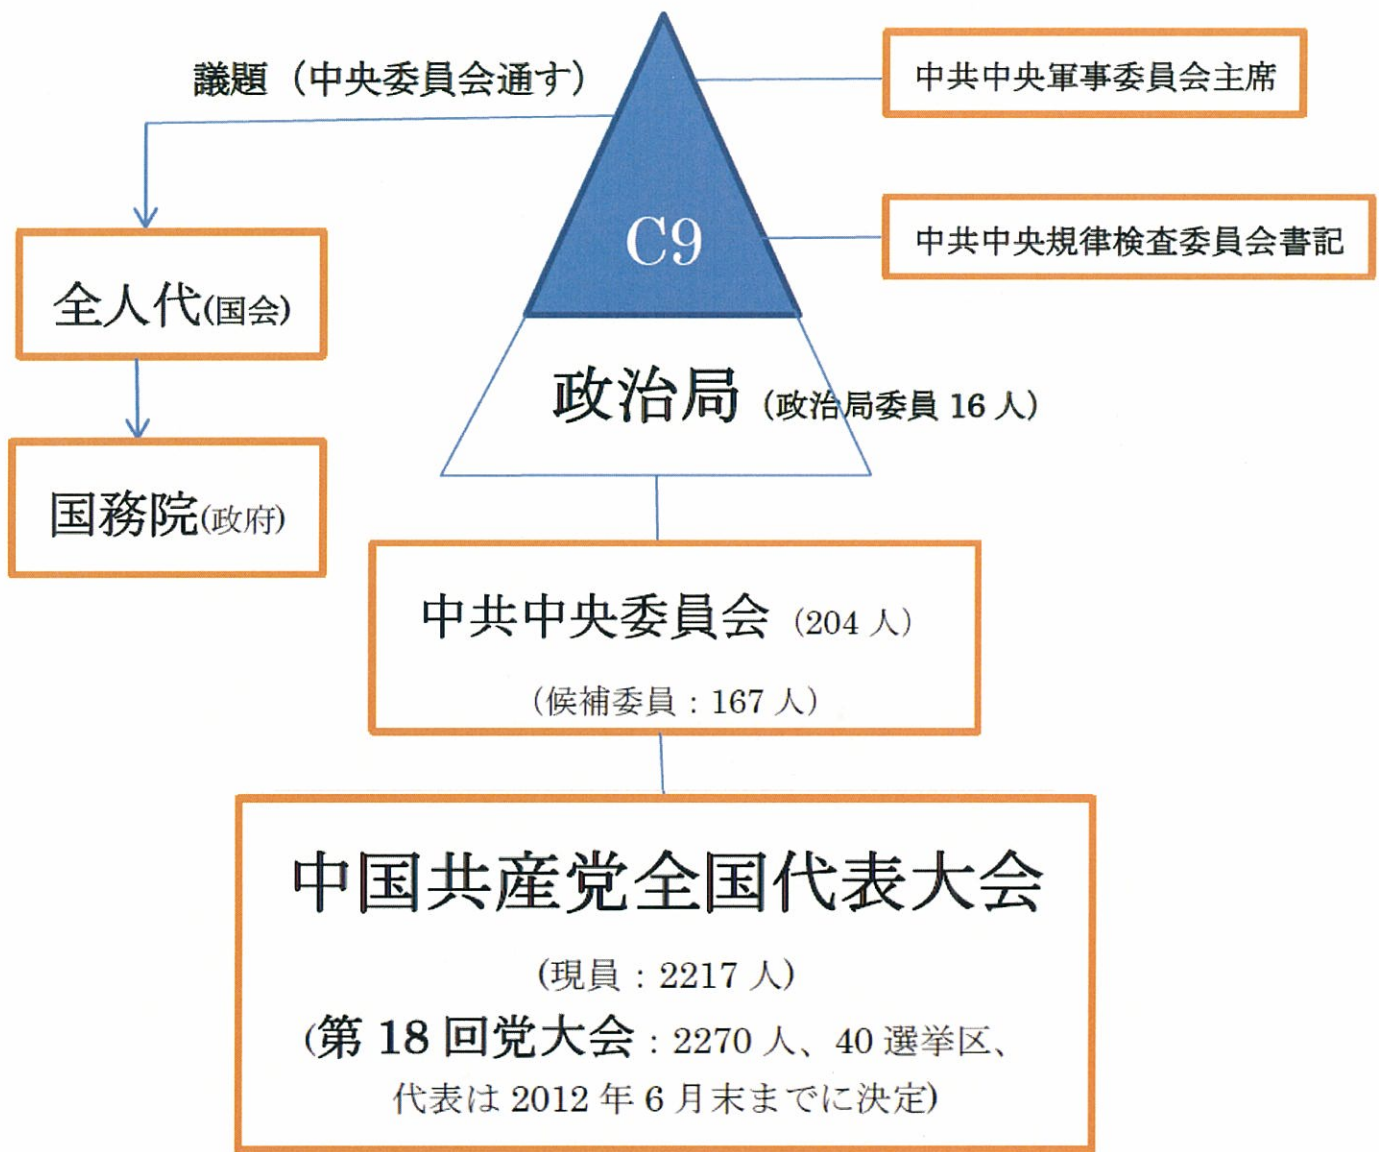 議題（中央委員会通す）
中共中央軍事委員会主席
C9
中共中央規律検査委員会書記
全人代(国会)
政治局（政治局委員 16 人）
国務院(政府)
中共中央委員会（204 人）
（候補委員：167 人）
中国共産党全国代表大会
(現員：2217 人)
(第 18 回党大会：2270 人、40 選挙区、
代表は 2012 年 6 月末までに決定)